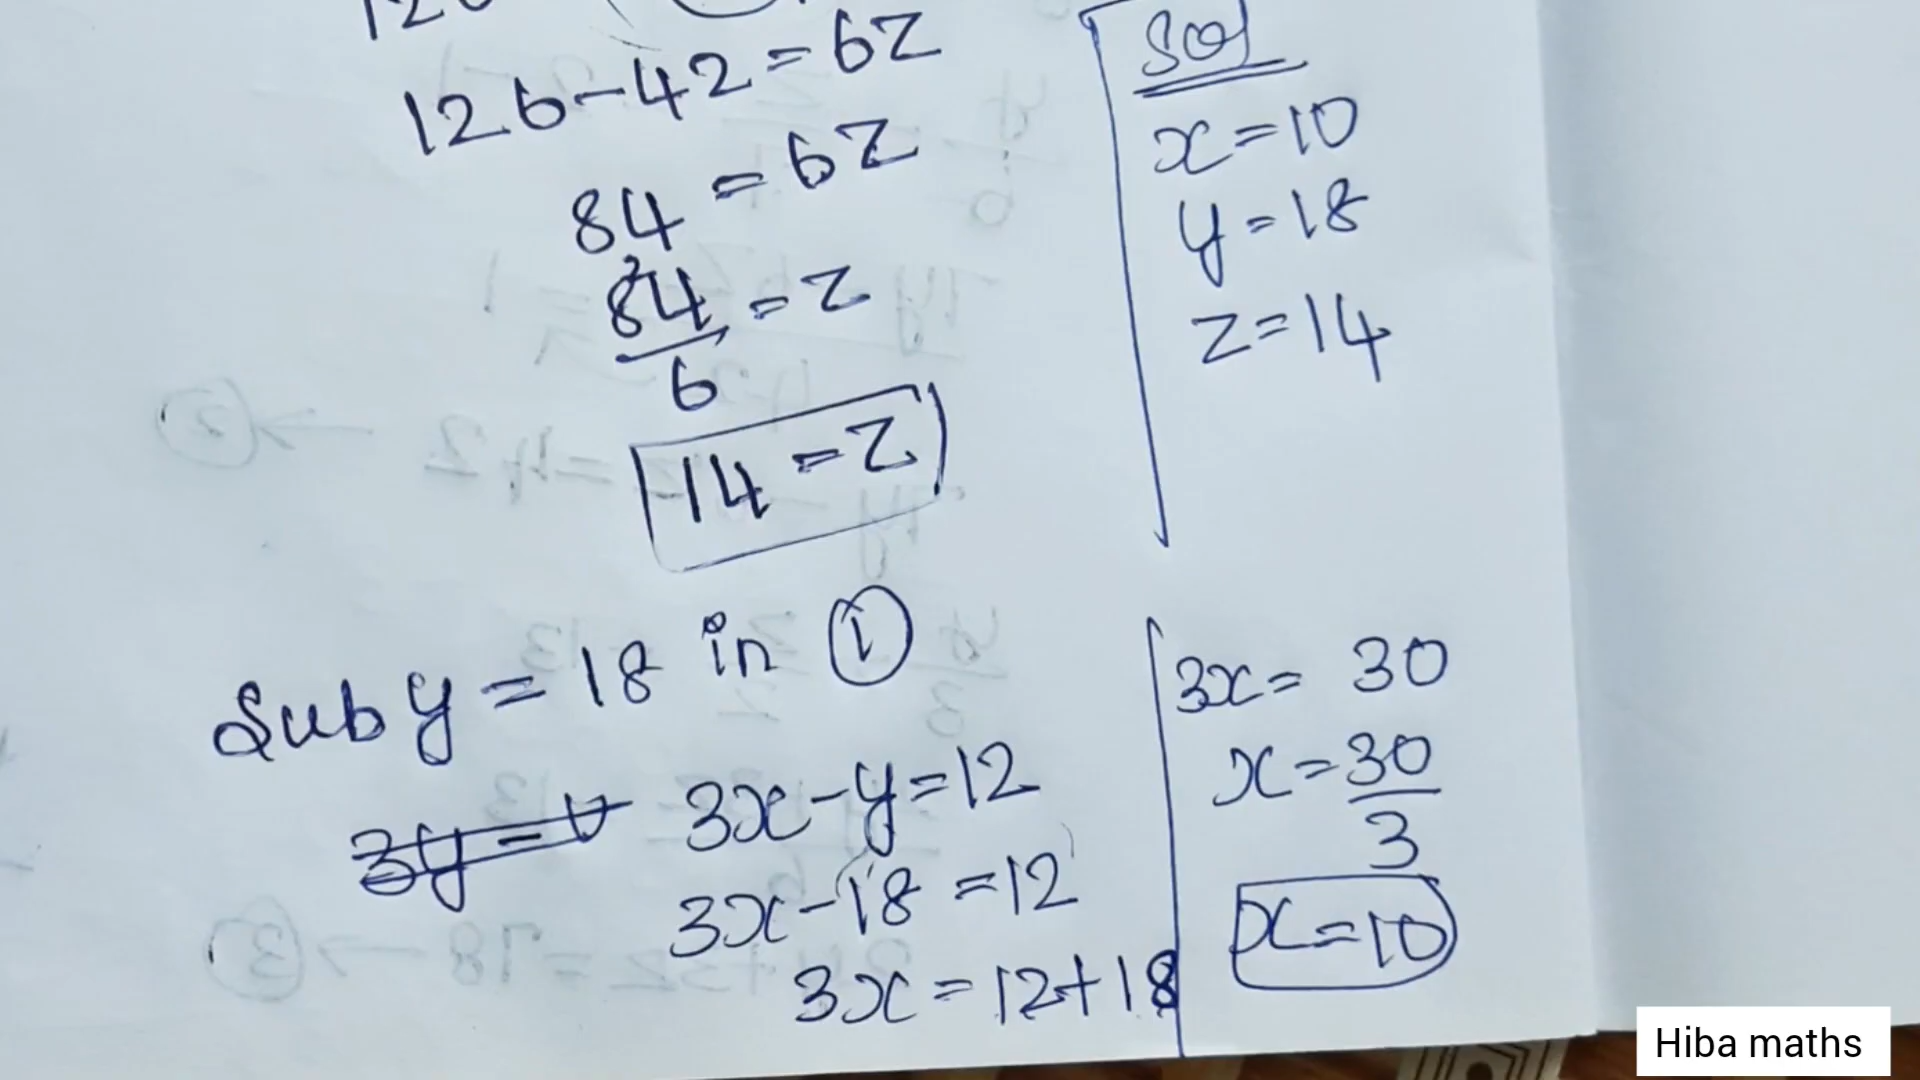 126-42=6z
84 = 6z
84/6 = z
14 = z
Sub y = 18 in ①
3x-y=12
3x-18 =12
3x = 12+18
3x= 30
x= 30/3
x=10
Sol
x=10
y=18
z=14
Hiba maths